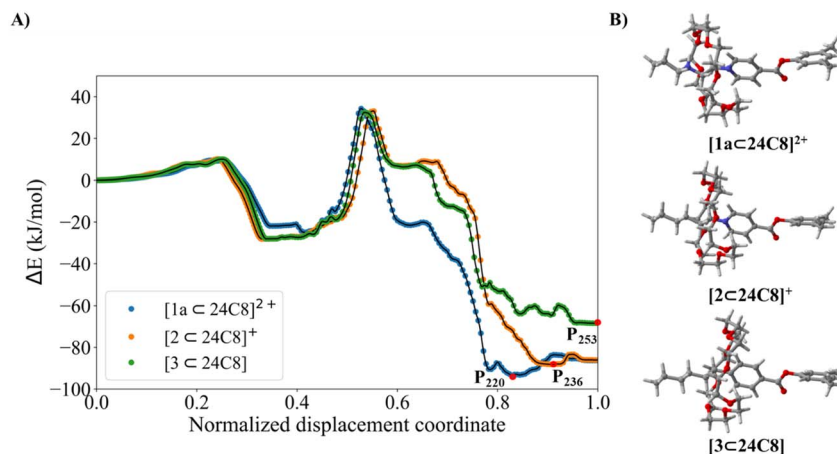 A)
B)
40
20
0
−20
−40
−60
−80
−100
ΔE (kJ/mol)
[1a ⊂ 24C8]²⁺
[2 ⊂ 24C8]⁺
[3 ⊂ 24C8]
P₂₅₃
P₂₂₀
P₂₃₆
0.0 0.2 0.4 0.6 0.8 1.0
Normalized displacement coordinate
[1a⊂24C8]²⁺
[2⊂24C8]⁺
[3⊂24C8]